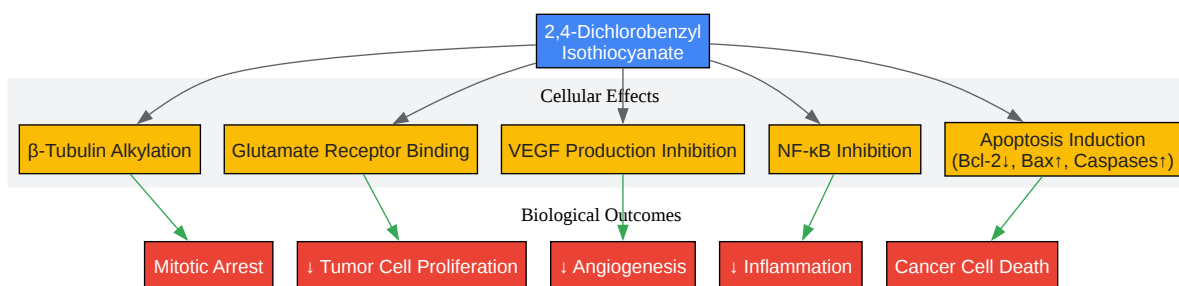 2,4-Dichlorobenzyl
Isothiocyanate
Cellular Effects
β-Tubulin Alkylation
Glutamate Receptor Binding
VEGF Production Inhibition
NF-κB Inhibition
Apoptosis Induction
(Bcl-2↓, Bax↑, Caspases↑)
Biological Outcomes
Mitotic Arrest
↓ Tumor Cell Proliferation
↓ Angiogenesis
↓ Inflammation
Cancer Cell Death